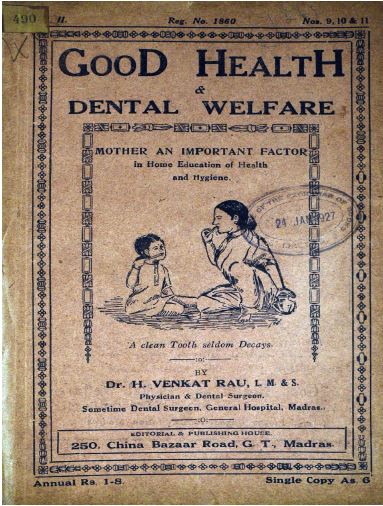 490
II. Reg. No. 1860 Nos. 9, 10 & 11
GOOD HEALTH
&
DENTAL WELFARE
MOTHER AN IMPORTANT FACTOR
in Home Education of Health
and Hygiene.
24 JAN 1927
A clean Tooth seldom Decays.
BY
Dr. H. VENKAT RAU, L. M. & S.
Physician & Dental Surgeon.
Sometime Dental Surgeon, General Hospital, Madras.
EDITORIAL & PUBLISHING HOUSE.
250, China Bazaar Road, G. T., Madras.
Annual Rs. 1-8. Single Copy As. 6